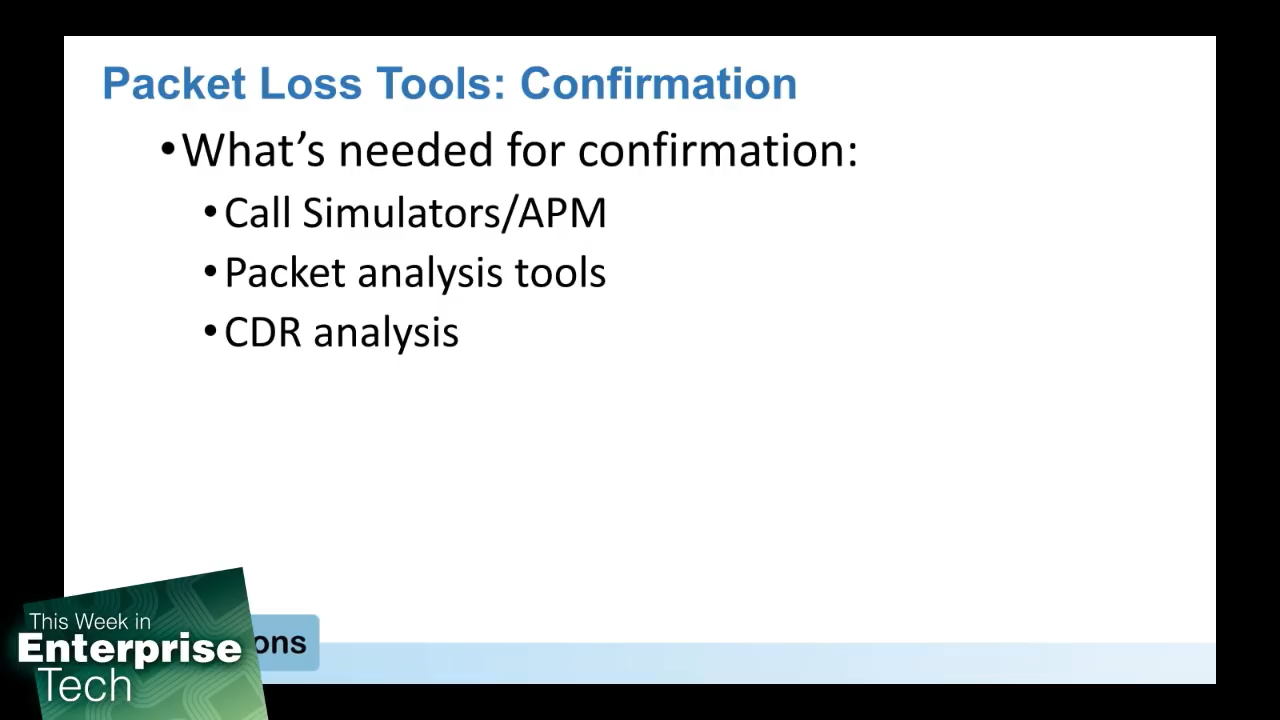 Packet Loss Tools: Confirmation
•What’s needed for confirmation:
•Call Simulators/APM
•Packet analysis tools
•CDR analysis
This Week in
Enterprise
Tech